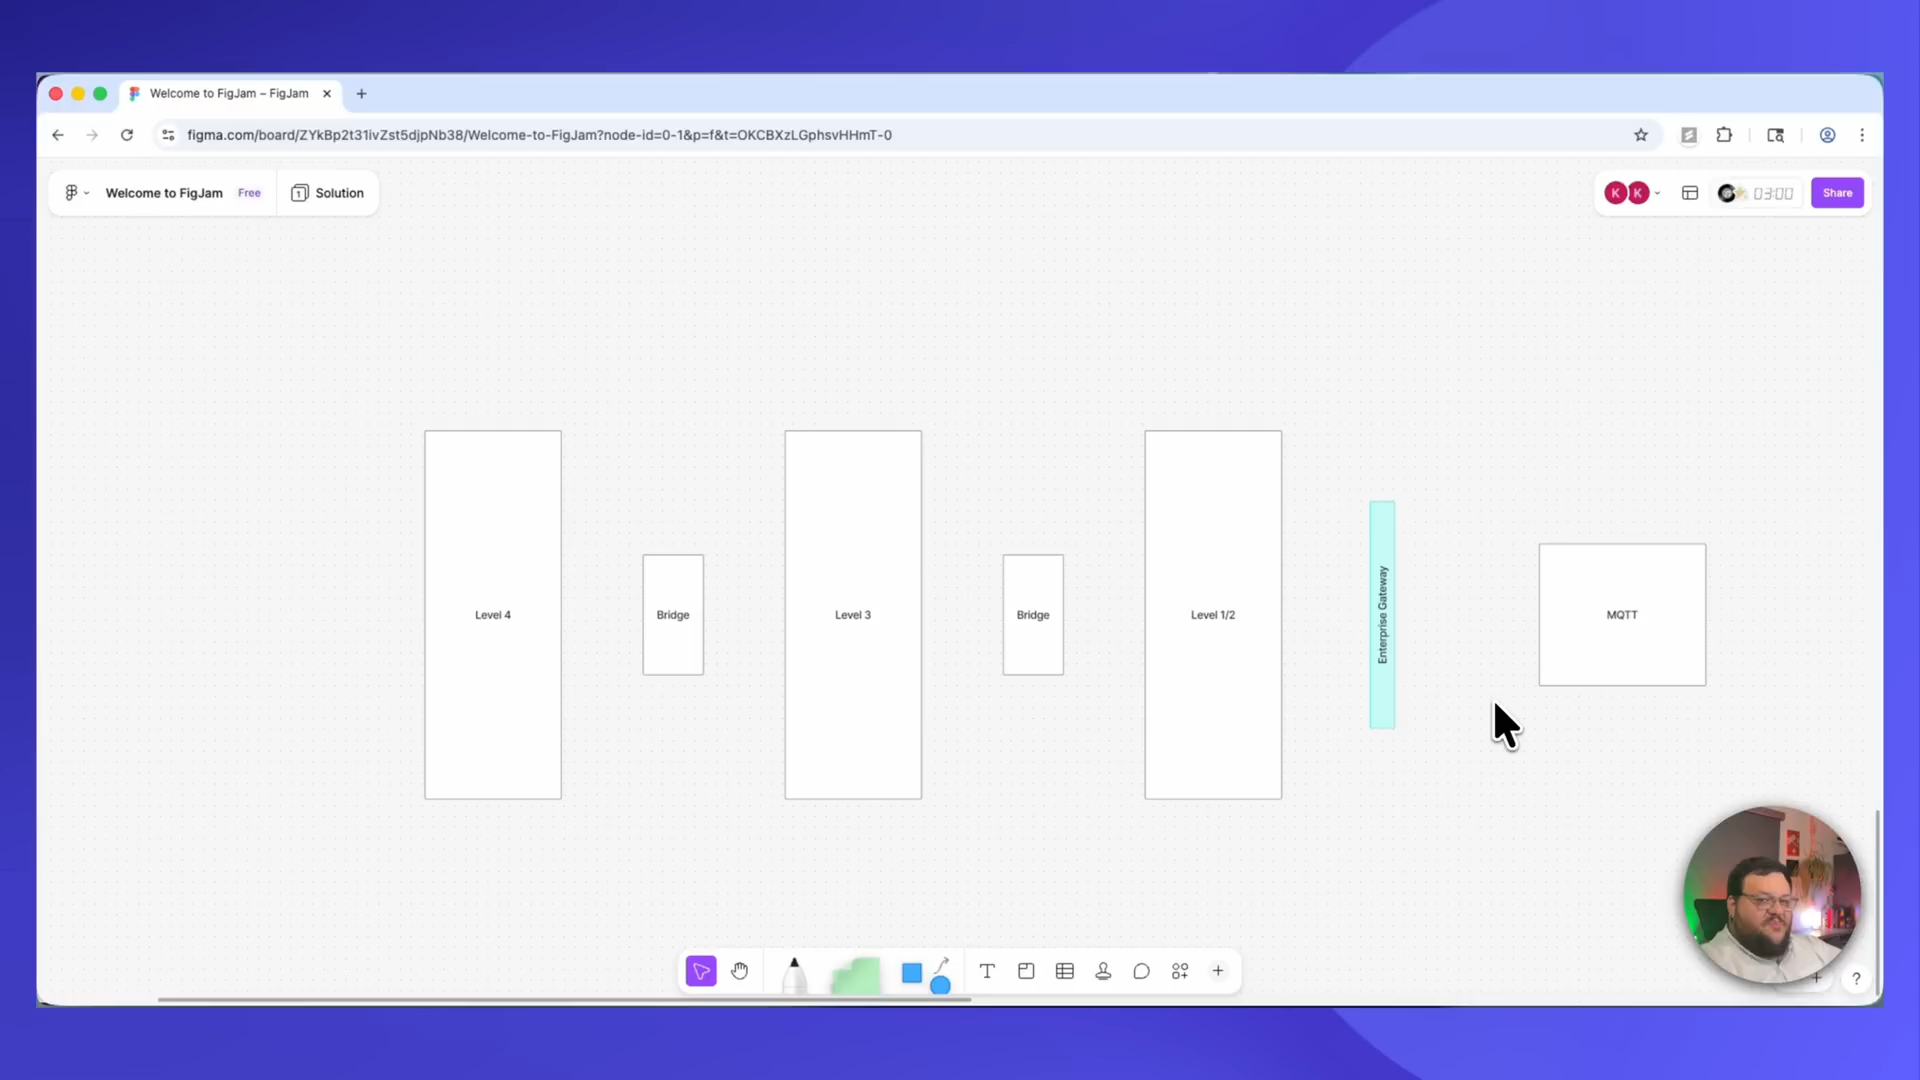 Welcome to FigJam – FigJam
figma.com/board/ZYkBp2t31ivZst5djpNb38/Welcome-to-FigJam?node-id=0-1&p=f&t=OKCBXzLGphsvHHmT-0
Welcome to FigJam Free
1 Solution
K K
03:00
Share
Level 4
Bridge
Level 3
Bridge
Level 1/2
Enterprise Gateway
MQTT
T
?